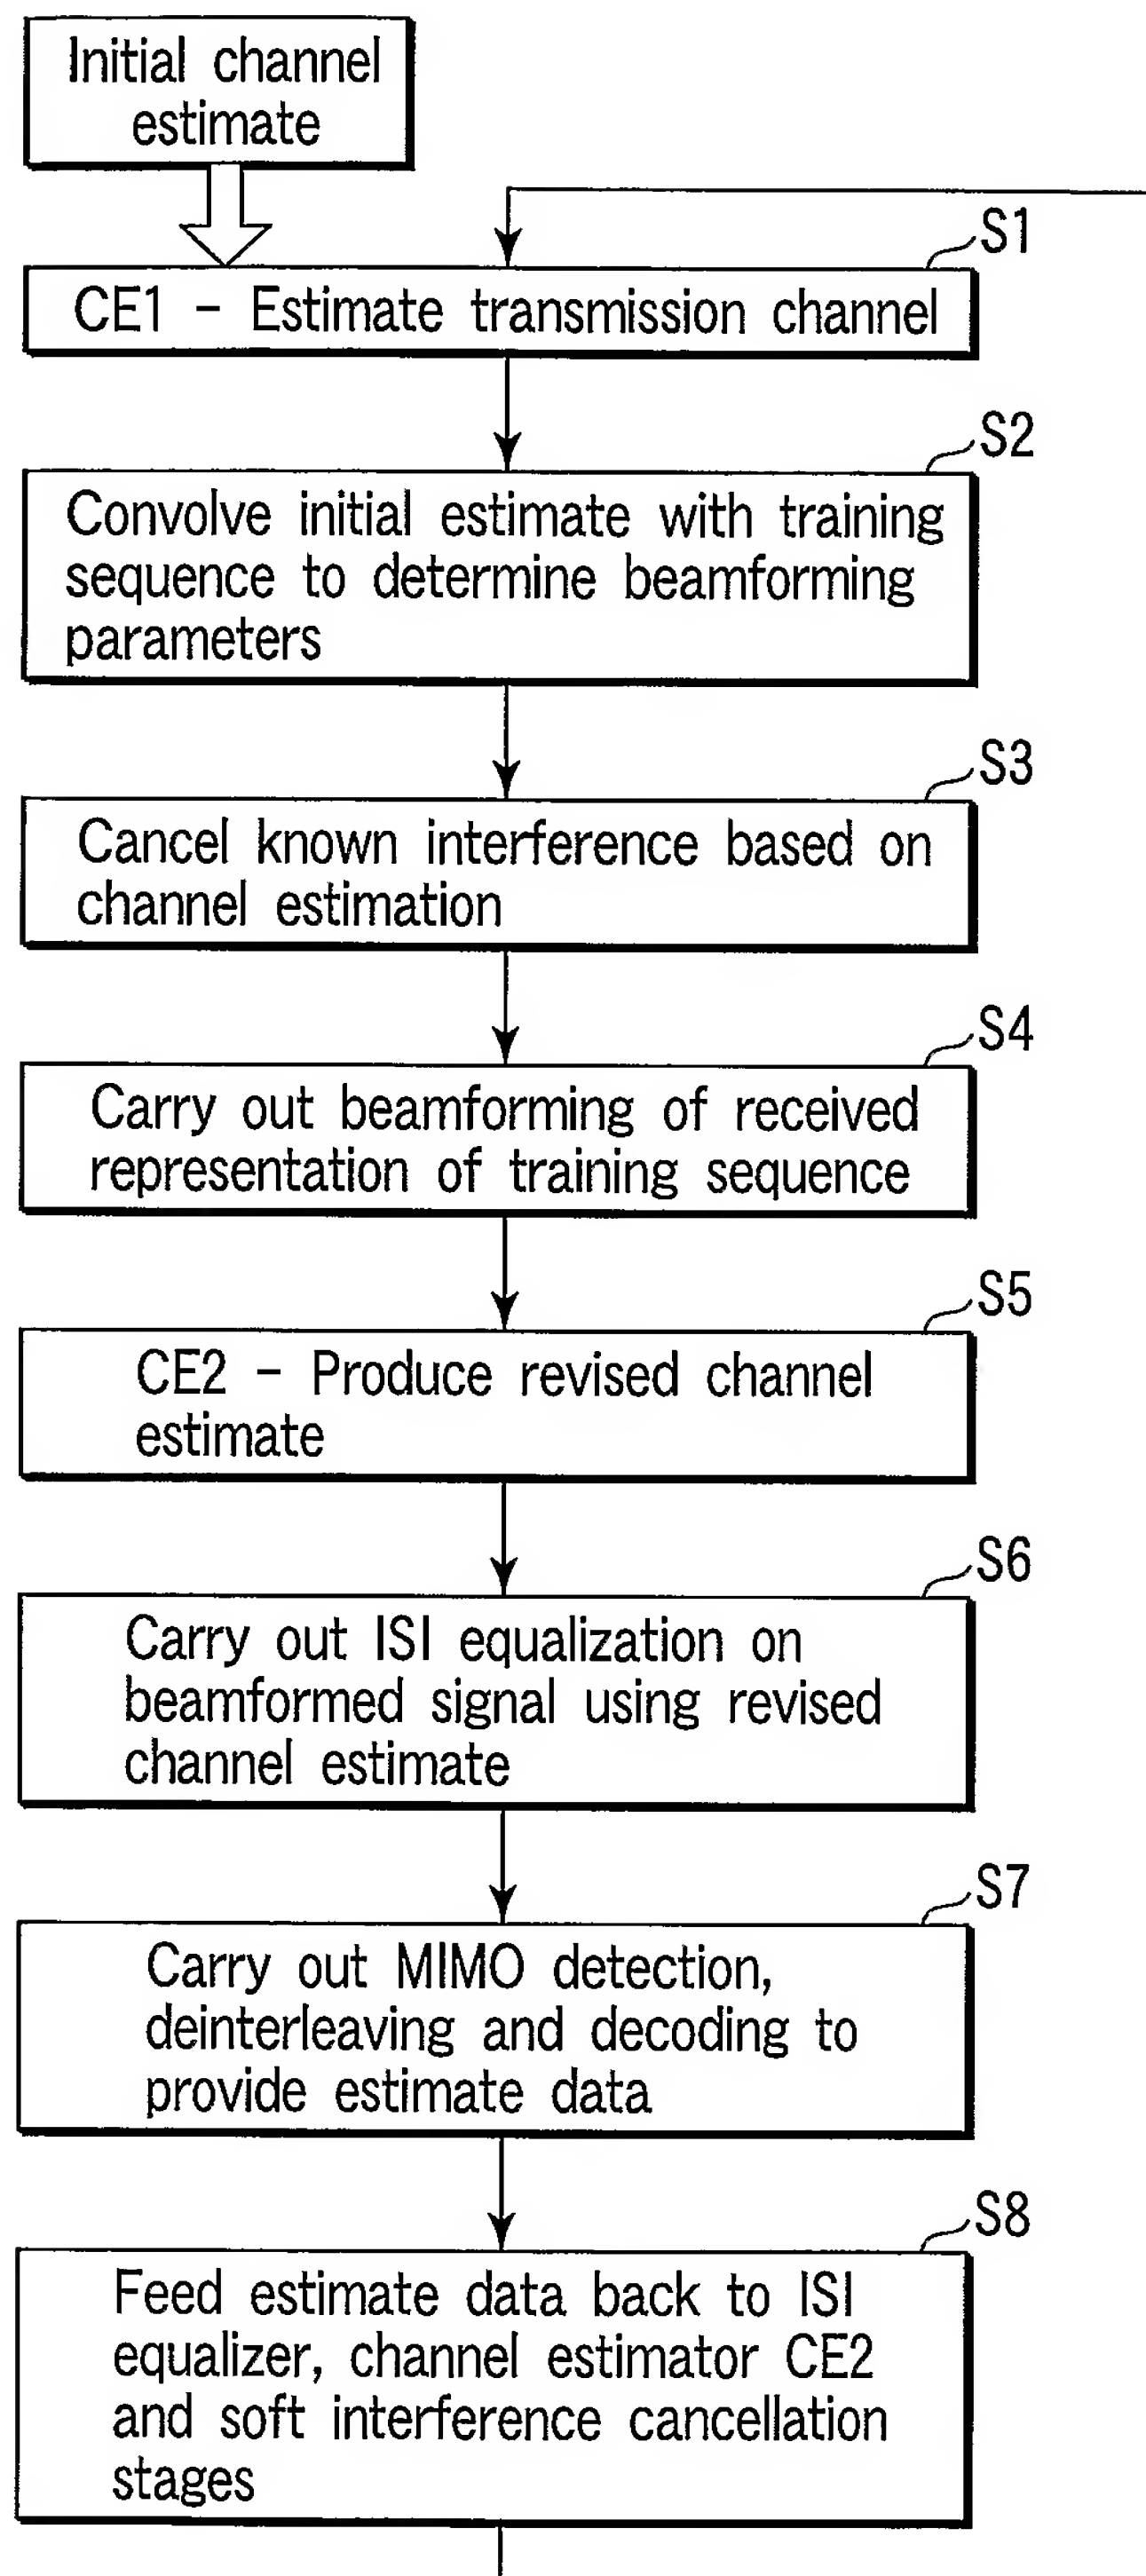 Initial channel
estimate
S1
CE1 - Estimate transmission channel
S2
Convolve initial estimate with training
sequence to determine beamforming
parameters
S3
Cancel known interference based on
channel estimation
S4
Carry out beamforming of received
representation of training sequence
S5
CE2 - Produce revised channel
estimate
S6
Carry out ISI equalization on
beamformed signal using revised
channel estimate
S7
Carry out MIMO detection,
deinterleaving and decoding to
provide estimate data
S8
Feed estimate data back to ISI
equalizer, channel estimator CE2
and soft interference cancellation
stages